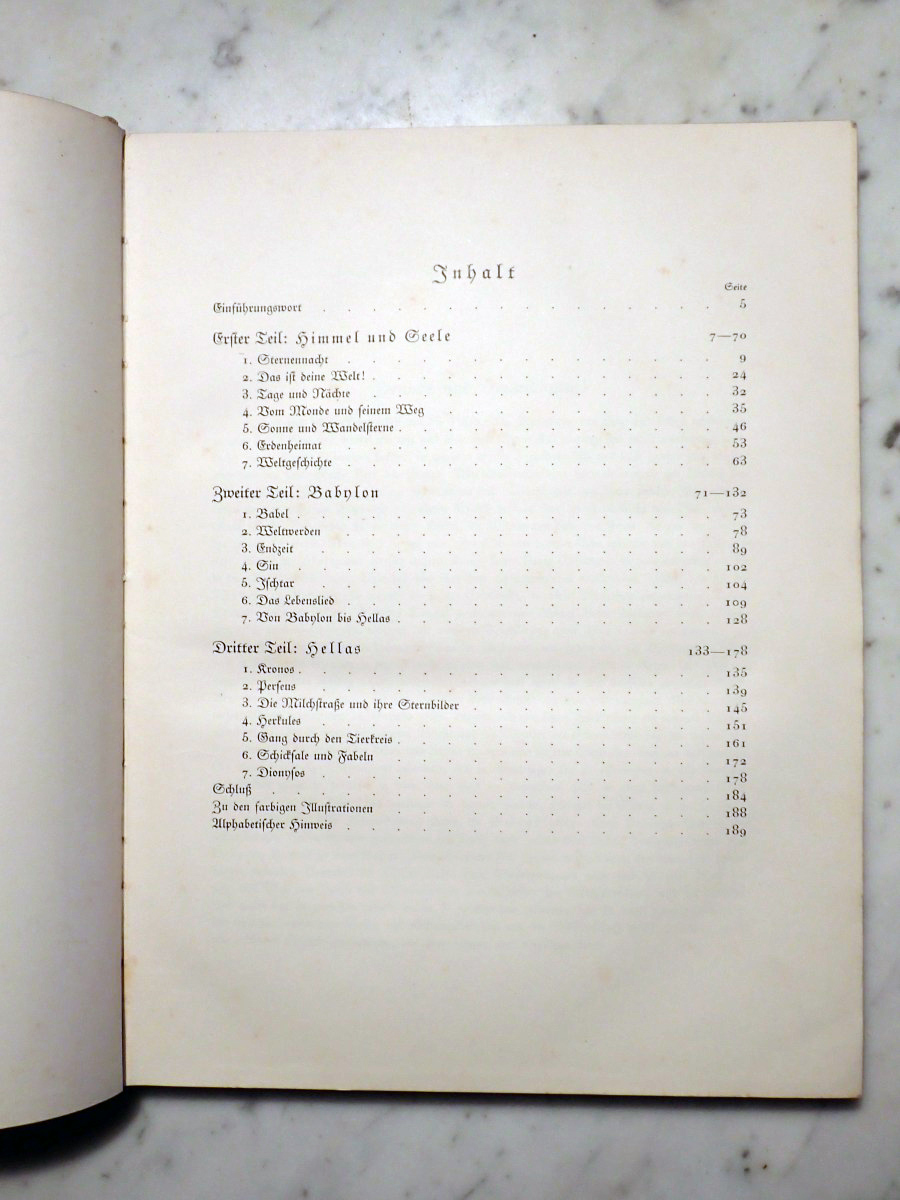 Inhalt
Seite
Einführungswort . . . . . . . . . . . . . . . . 5
Erster Teil: Himmel und Seele 7—70
1. Sternennacht . . . . . . . . . . . . . . . 9
2. Das ist deine Welt! . . . . . . . . . . . . . . 24
3. Tage und Nächte . . . . . . . . . . . . . . 32
4. Vom Monde und seinem Weg . . . . . . . . . . . 35
5. Sonne und Wandelsterne . . . . . . . . . . . . . 46
6. Erdenheimat . . . . . . . . . . . . . . . 53
7. Weltgeschichte . . . . . . . . . . . . . . . 63
Zweiter Teil: Babylon 71—132
1. Babel . . . . . . . . . . . . . . . . . 73
2. Weltwerden . . . . . . . . . . . . . . . . 78
3. Endzeit . . . . . . . . . . . . . . . . 89
4. Sin . . . . . . . . . . . . . . . . . 102
5. Ischtar . . . . . . . . . . . . . . . . 104
6. Das Lebenslied . . . . . . . . . . . . . . . 109
7. Von Babylon bis Hellas . . . . . . . . . . . . . 128
Dritter Teil: Hellas 133—178
1. Kronos . . . . . . . . . . . . . . . . . 135
2. Perseus . . . . . . . . . . . . . . . . 139
3. Die Milchstraße und ihre Sternbilder . . . . . . . . . . 145
4. Herkules . . . . . . . . . . . . . . . . 151
5. Gang durch den Tierkreis . . . . . . . . . . . . . 161
6. Schicksale und Fabeln . . . . . . . . . . . . . 172
7. Dionysos . . . . . . . . . . . . . . . . 178
Schluß . . . . . . . . . . . . . . . . . . 184
Zu den farbigen Illustrationen . . . . . . . . . . . . . 188
Alphabetischer Hinweis . . . . . . . . . . . . . . . 189